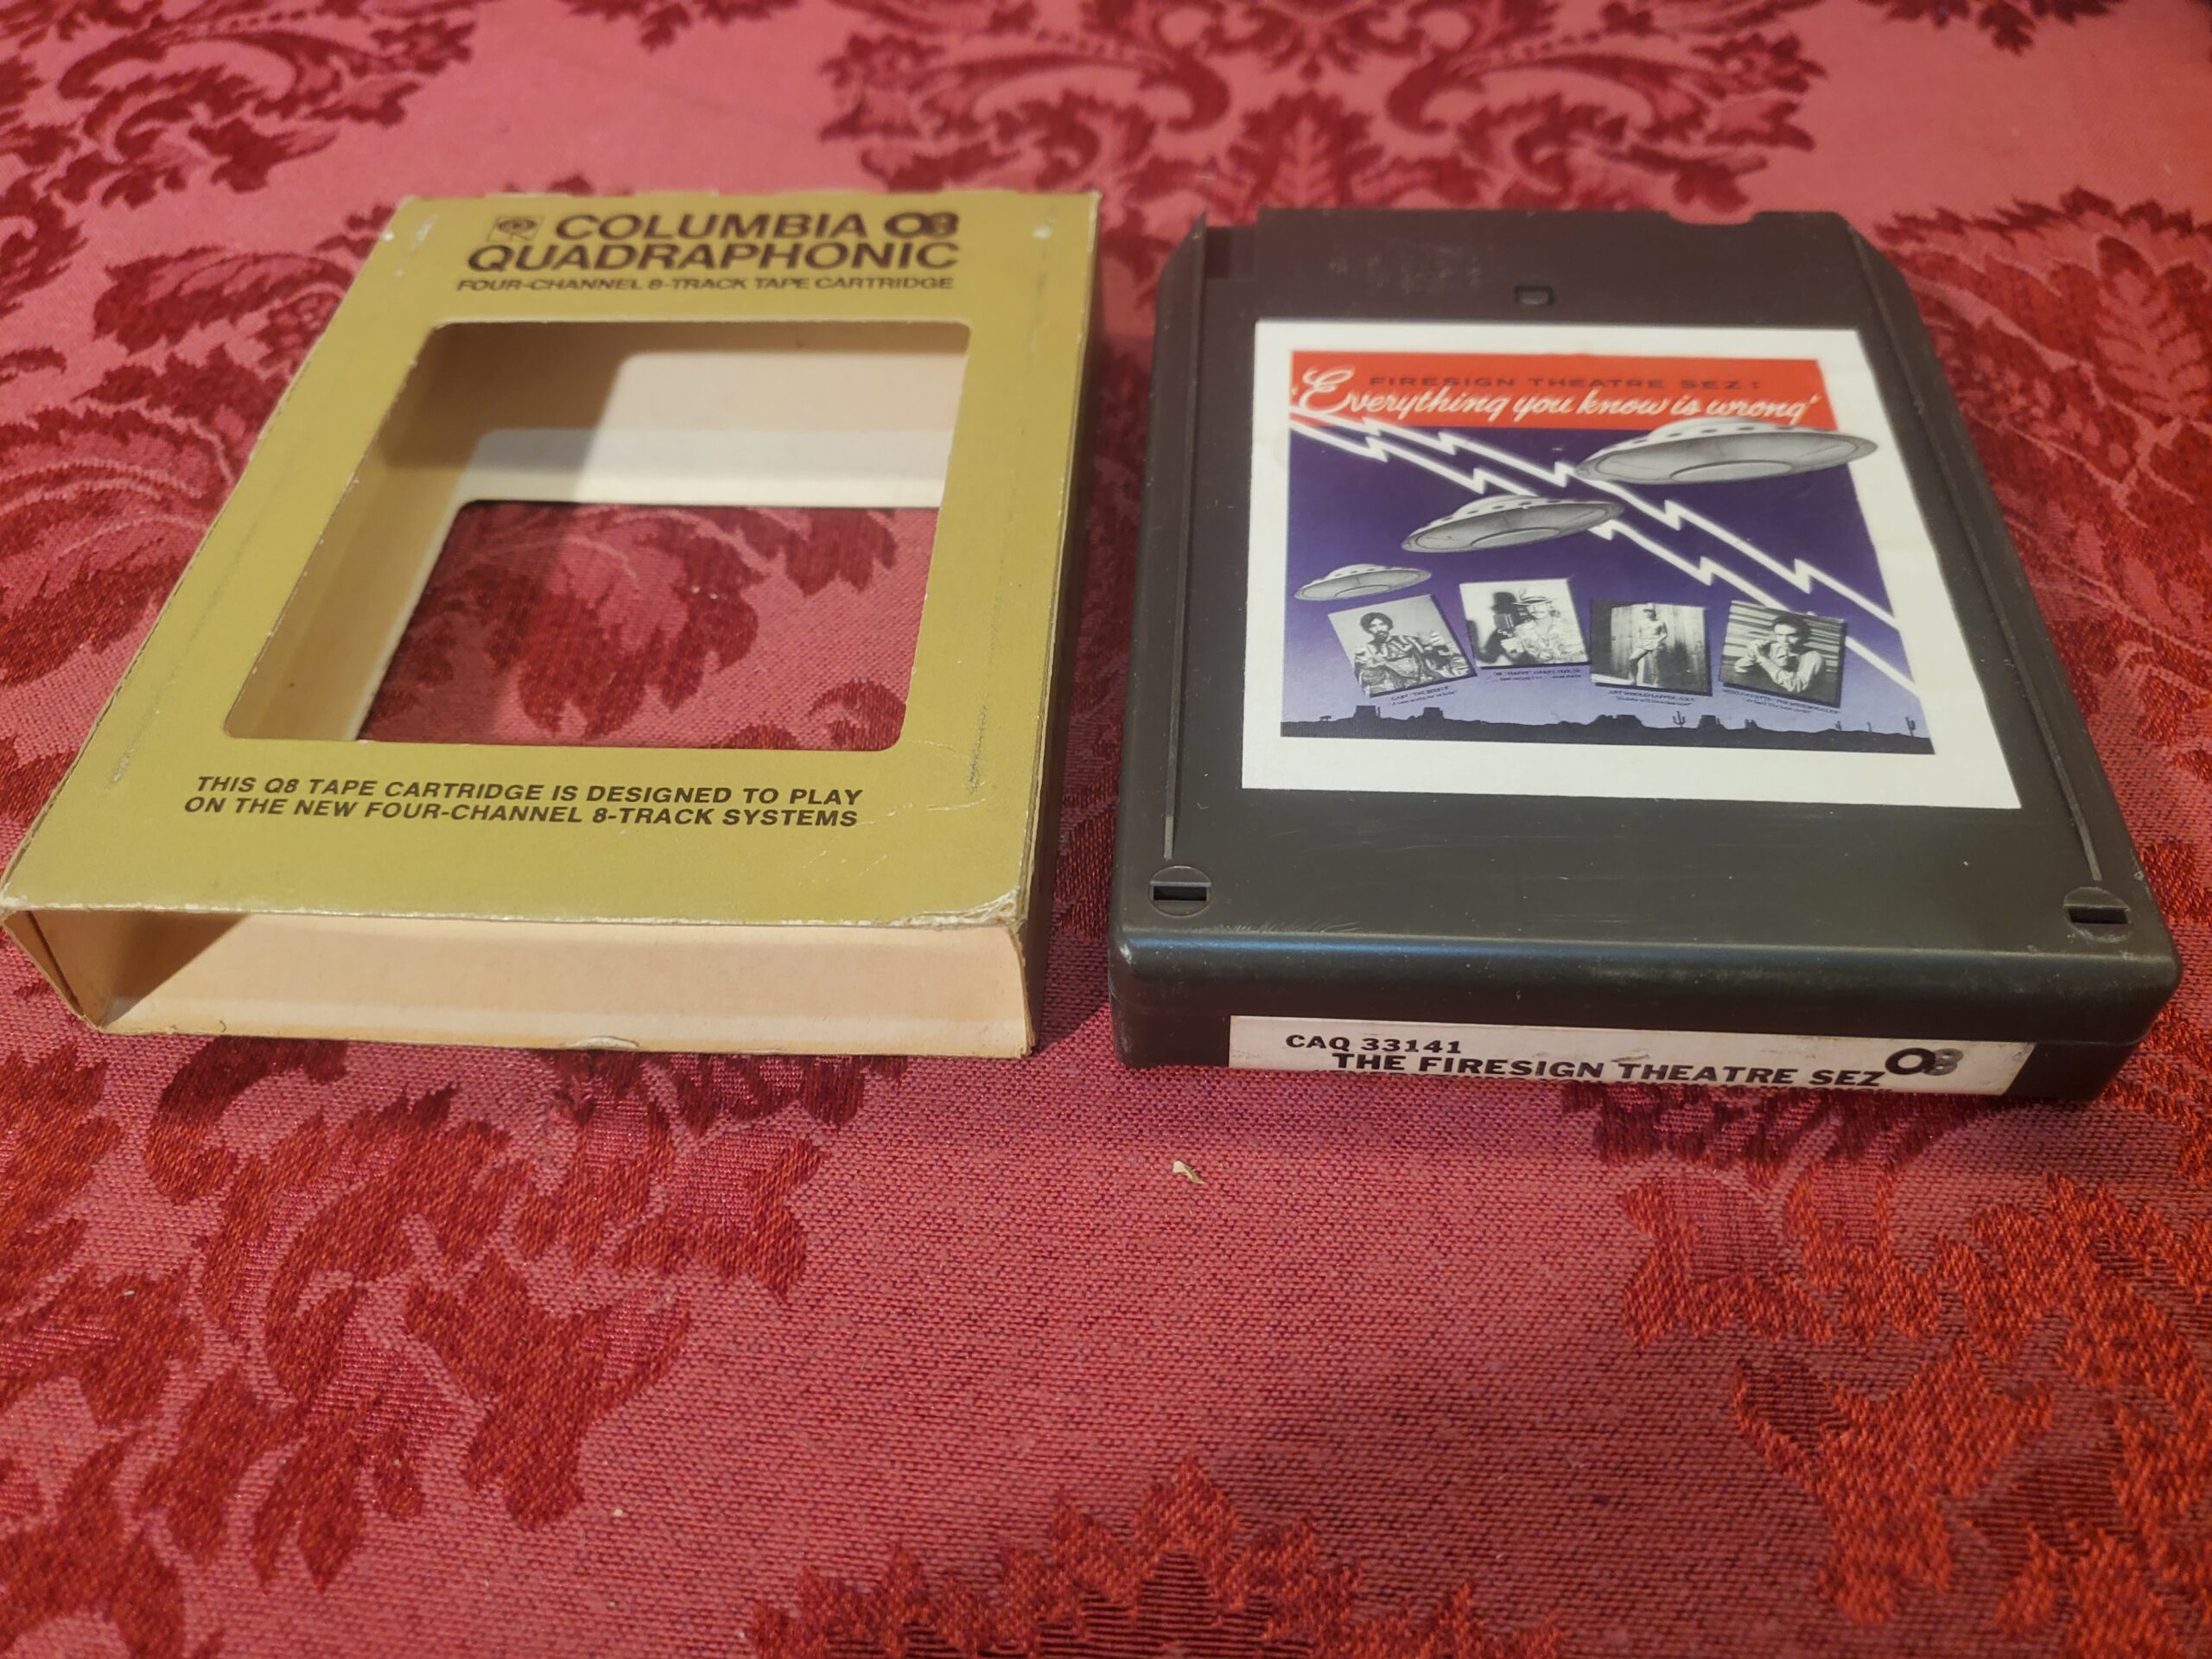 COLUMBIA Q8
QUADRAPHONIC
FOUR-CHANNEL 8-TRACK TAPE CARTRIDGE
THIS Q8 TAPE CARTRIDGE IS DESIGNED TO PLAY
ON THE NEW FOUR-CHANNEL 8-TRACK SYSTEMS
FIRESIGN THEATRE SEZ:
'Everything you know is wrong'
CAQ 33141
THE FIRESIGN THEATRE SEZ
Q8